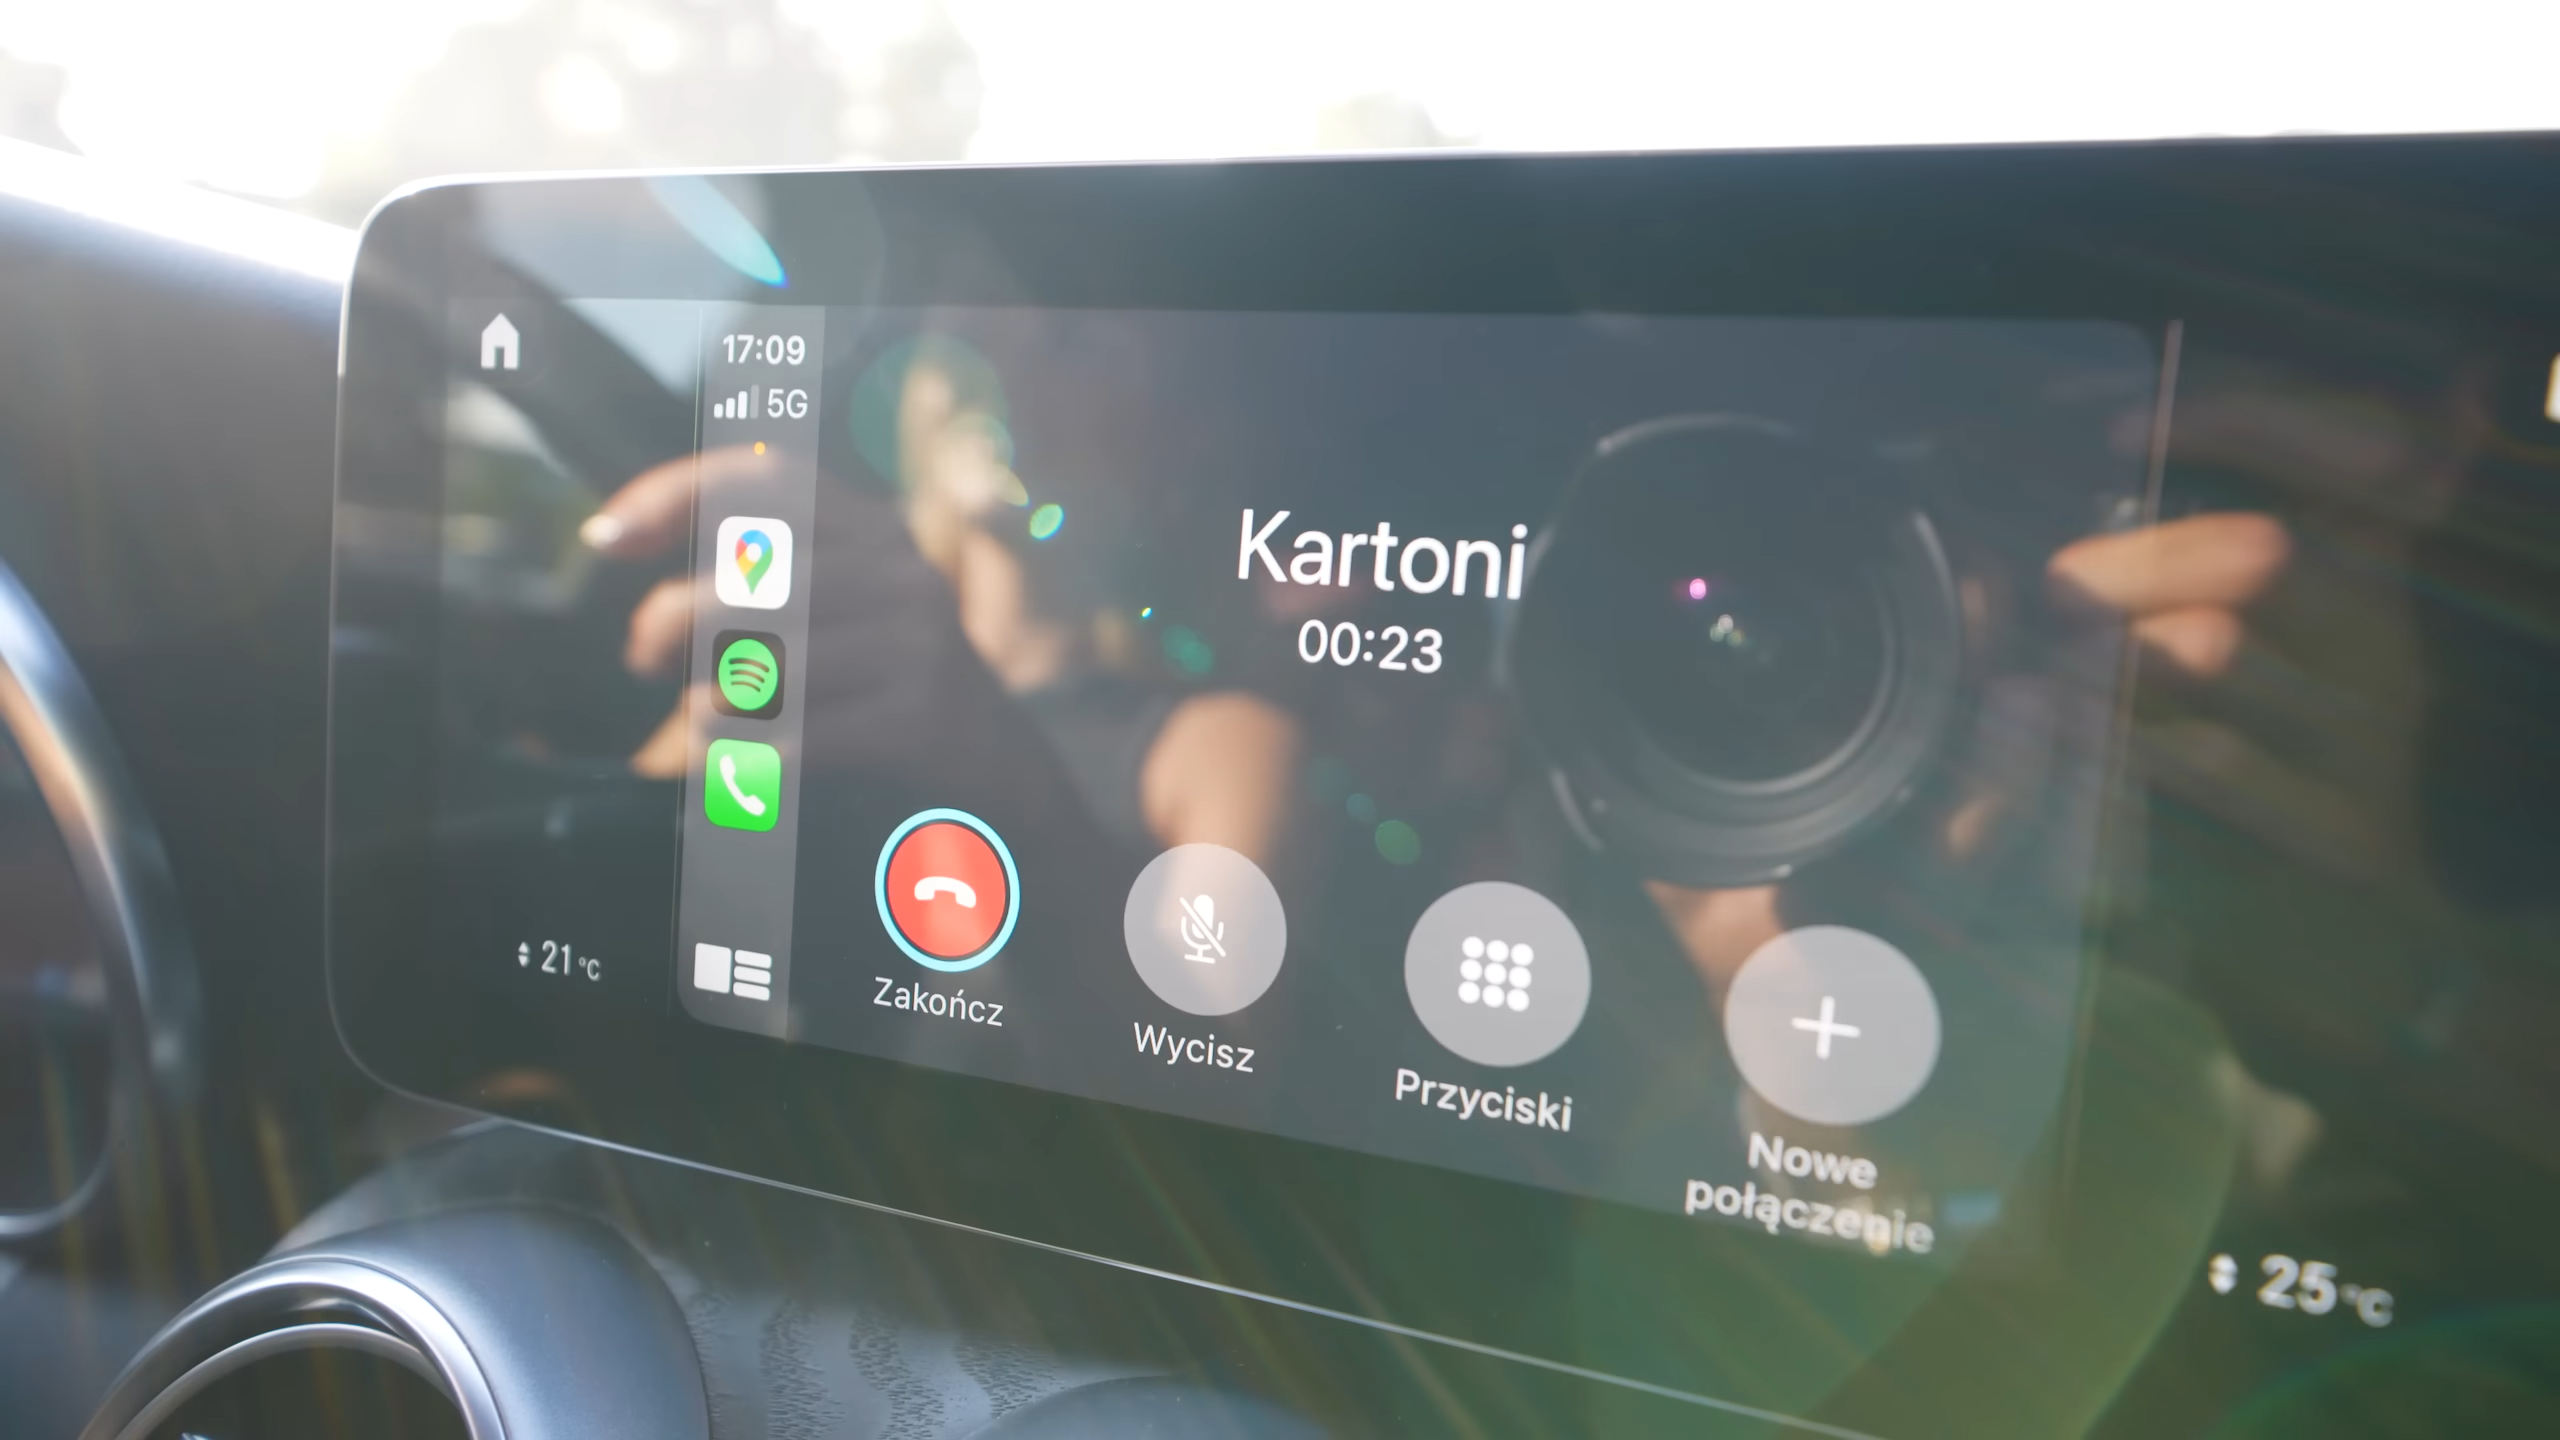 17:09
5G
Kartoni
00:23
Zakończ
Wycisz
Przyciski
Nowe
połączenie
21°C
25°C